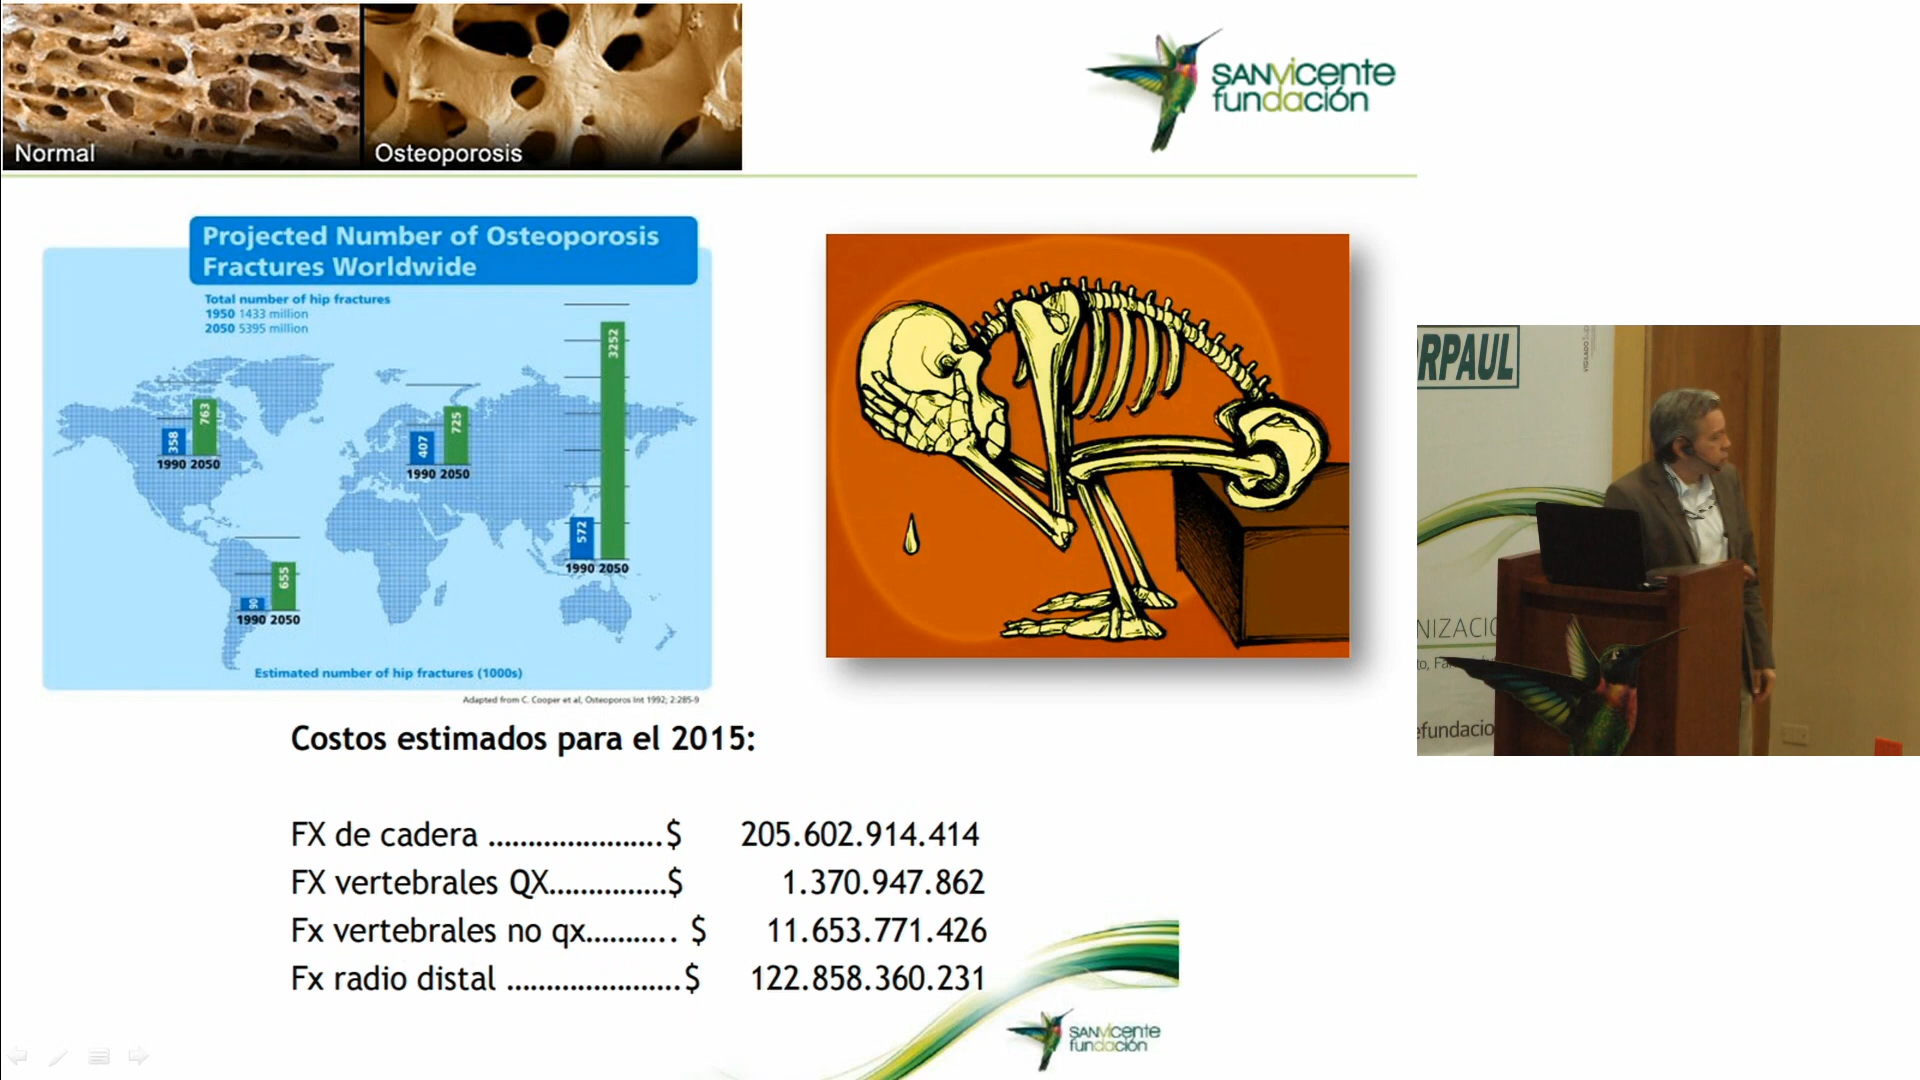 Normal
Osteoporosis
SANvicente
fundación
Projected Number of Osteoporosis
Fractures Worldwide
Total number of hip fractures
1950 1433 million
2050 5395 million
3252
763
358
1990 2050
725
407
1990 2050
572
1990 2050
655
90
1990 2050
Estimated number of hip fractures (1000s)
Adapted from C. Cooper et al, Osteoporos Int 1992; 2:285-9
Costos estimados para el 2015:
FX de cadera ......................$ 205.602.914.414
FX vertebrales QX...............$ 1.370.947.862
Fx vertebrales no qx........... $ 11.653.771.426
Fx radio distal ......................$ 122.858.360.231
SANvicente
fundación
RPAUL
NIZACIO
efundacio